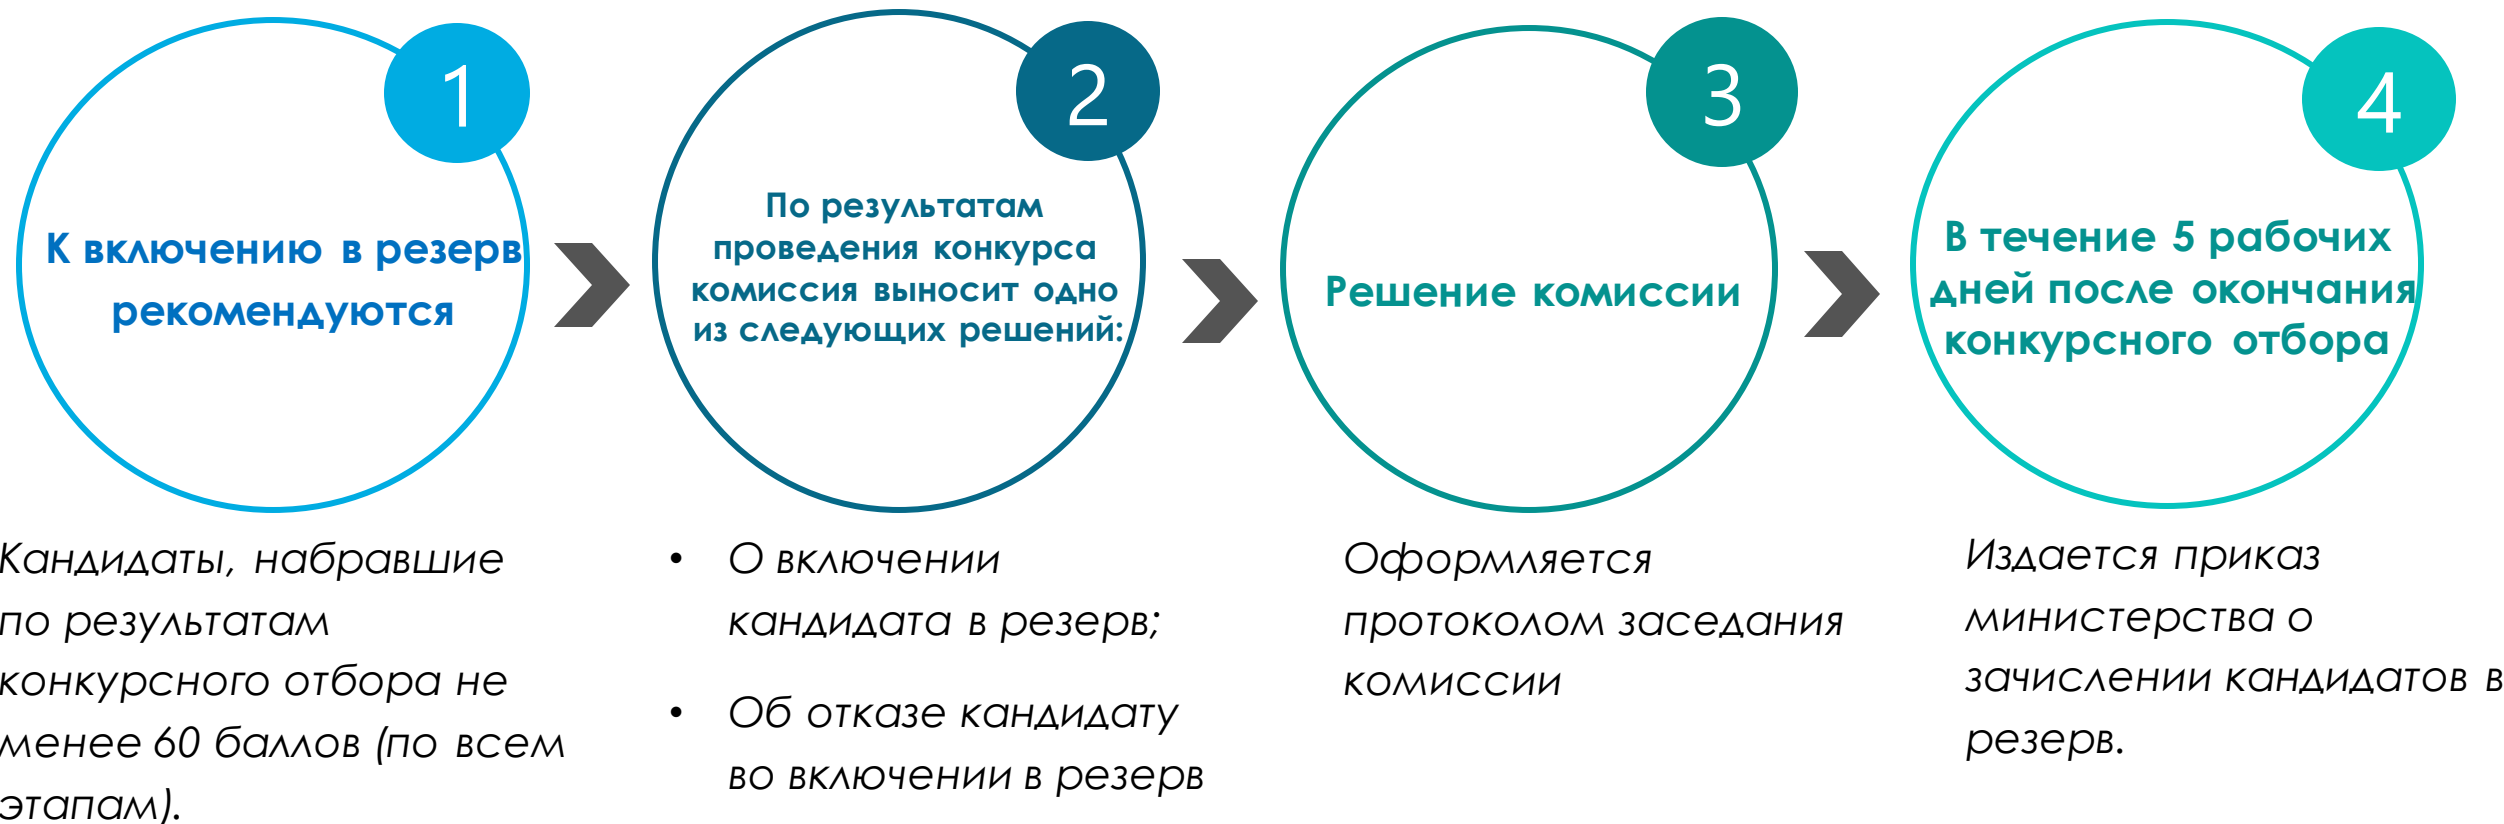 1
К включению в резерв
рекомендуются
Кандидаты, набравшие
по результатам
конкурсного отбора не
менее 60 баллов (по всем
этапам).
2
По результатам
проведения конкурса
комиссия выносит одно
из следующих решений:
• О включении
кандидата в резерв;
• Об отказе кандидату
во включении в резерв
3
Решение комиссии
Оформляется
протоколом заседания
комиссии
4
В течение 5 рабочих
дней после окончания
конкурсного отбора
Издается приказ
министерства о
зачислении кандидатов в
резерв.